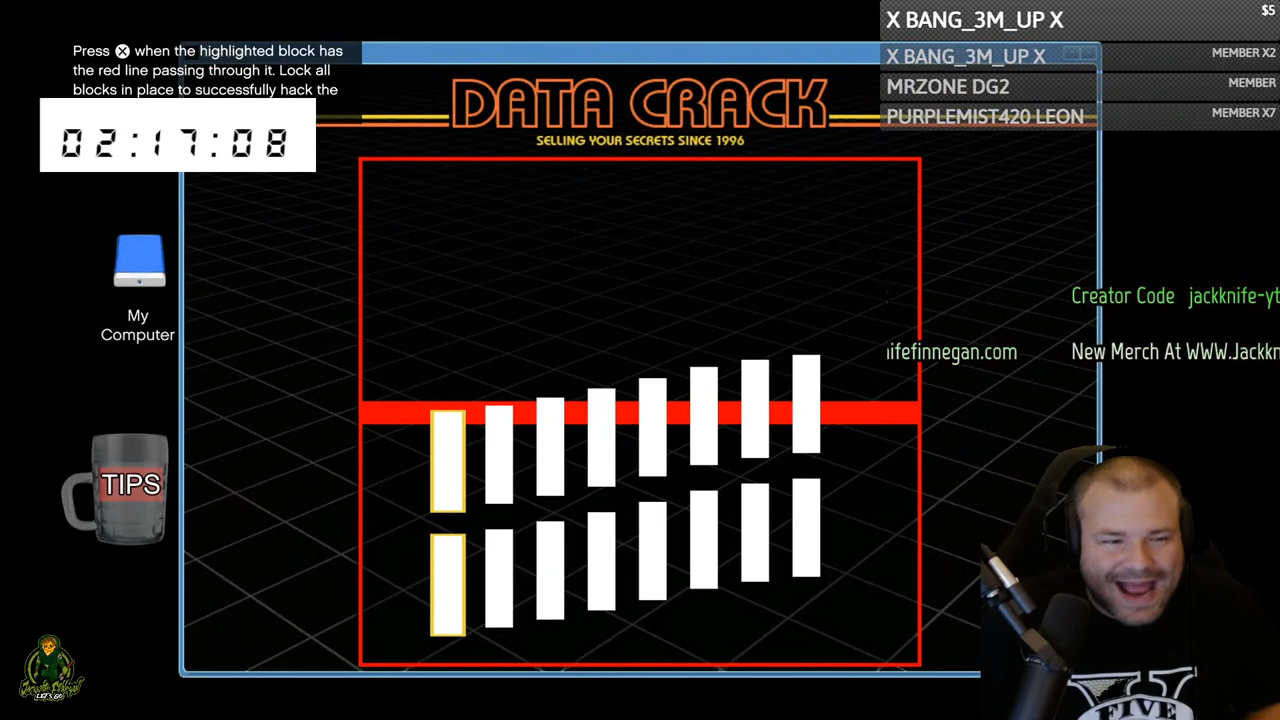 Press ⓧ when the highlighted block has
the red line passing through it. Lock all
blocks in place to successfully hack the
02:17:08
DATA CRACK
SELLING YOUR SECRETS SINCE 1996
X BANG_3M_UP X $5
X BANG_3M_UP X MEMBER X2
MRZONE DG2 MEMBER
PURPLEMIST420 LEON MEMBER X7
My
Computer
Creator Code jackknife-yt
ifefinnegan.com New Merch At WWW.Jackkn
TIPS
LET'S GO
V
FIVE